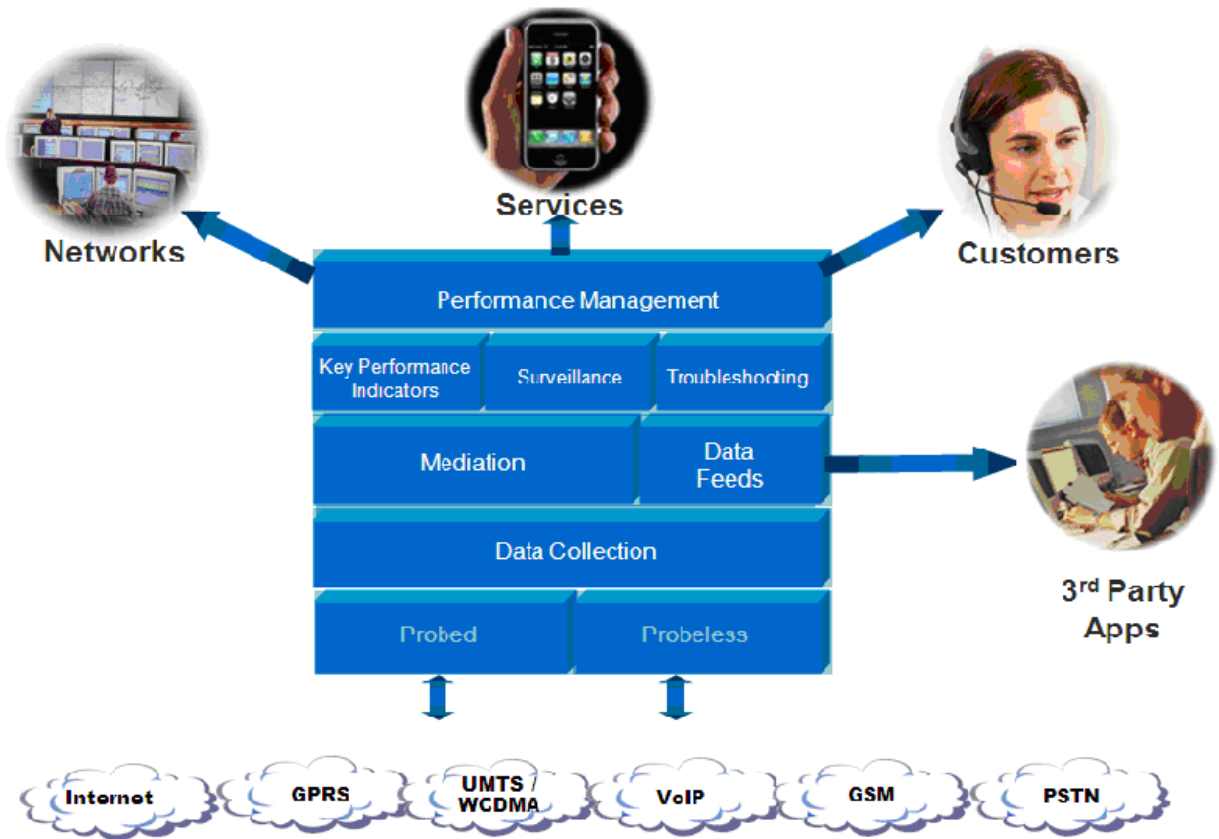 Services
Networks
Customers
Performance Management
Key Performance
Indicators
Surveillance
Troubleshooting
Mediation
Data
Feeds
Data Collection
3rd Party
Apps
Probed
Probeless
Internet
GPRS
UMTS /
WCDMA
VoIP
GSM
PSTN